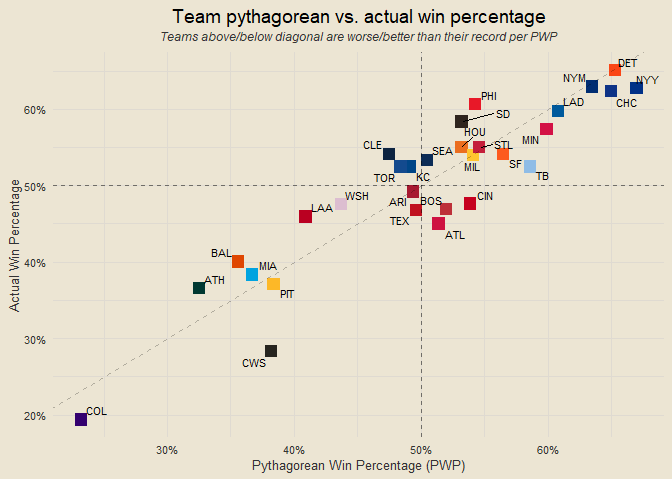 Team pythagorean vs. actual win percentage
Teams above/below diagonal are worse/better than their record per PWP
DET
NYM
NYY
PHI
LAD
CHC
60%
SD
HOU
MIN
CLE
SEA
STL
MIL
SF
TOR
KC
TB
50%
WSH
ARI
BOS
CIN
LAA
TEX
ATL
40%
BAL
MIA
ATH
PIT
30%
CWS
COL
20%
30%
40%
50%
60%
Actual Win Percentage
Pythagorean Win Percentage (PWP)